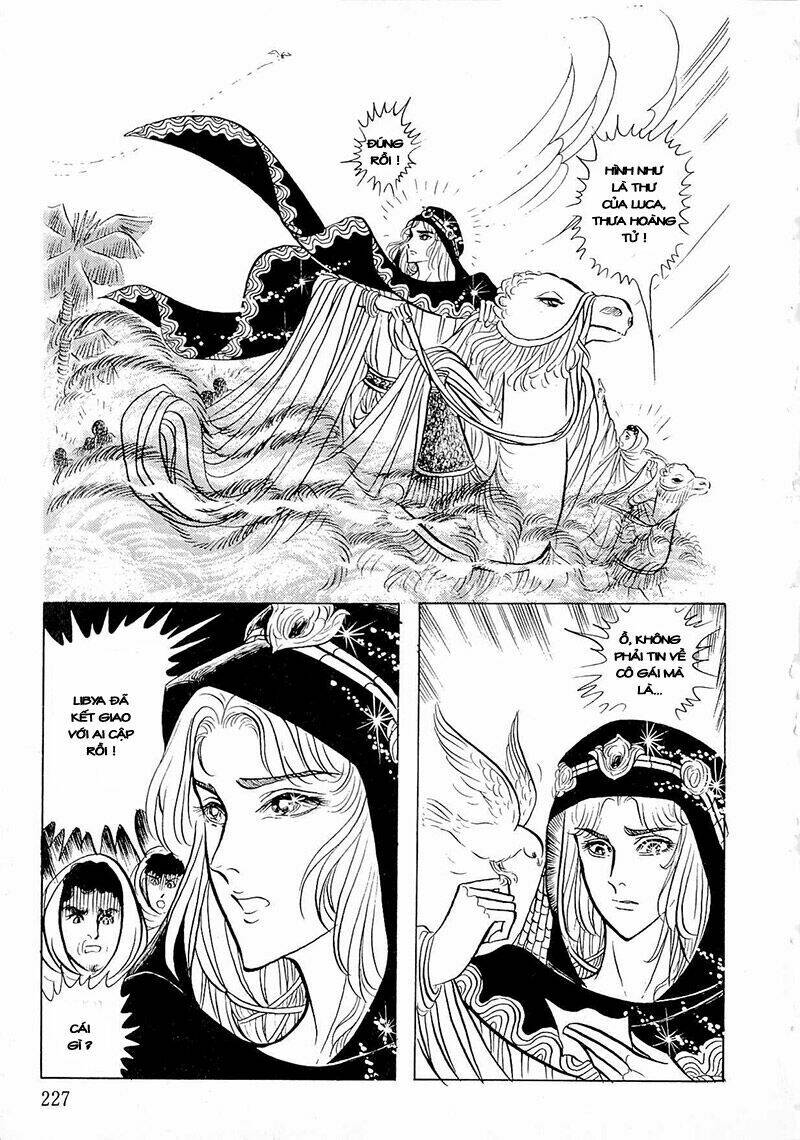 HÌNH NHƯ
LÀ THƯ
CỦA LUCA,
THƯA HOÀNG
TỬ !
ĐÚNG
RỒI !
Ồ, KHÔNG
PHẢI TIN VỀ
CÔ GÁI MÀ
LÀ...
LIBYA ĐÃ
KẾT GIAO
VỚI AI CẬP
RỒI !
CÁI
GÌ ?
227